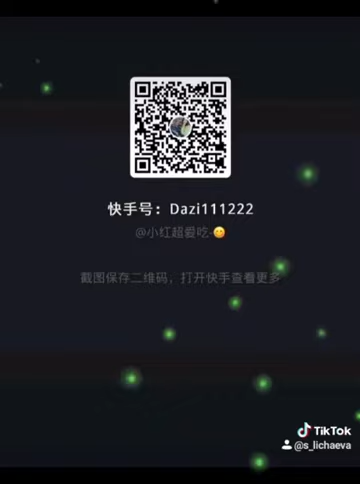 快手号：Dazi111222
@小红超爱吃 😋
截图保存二维码，打开快手查看更多
TikTok
@s_lichaeva